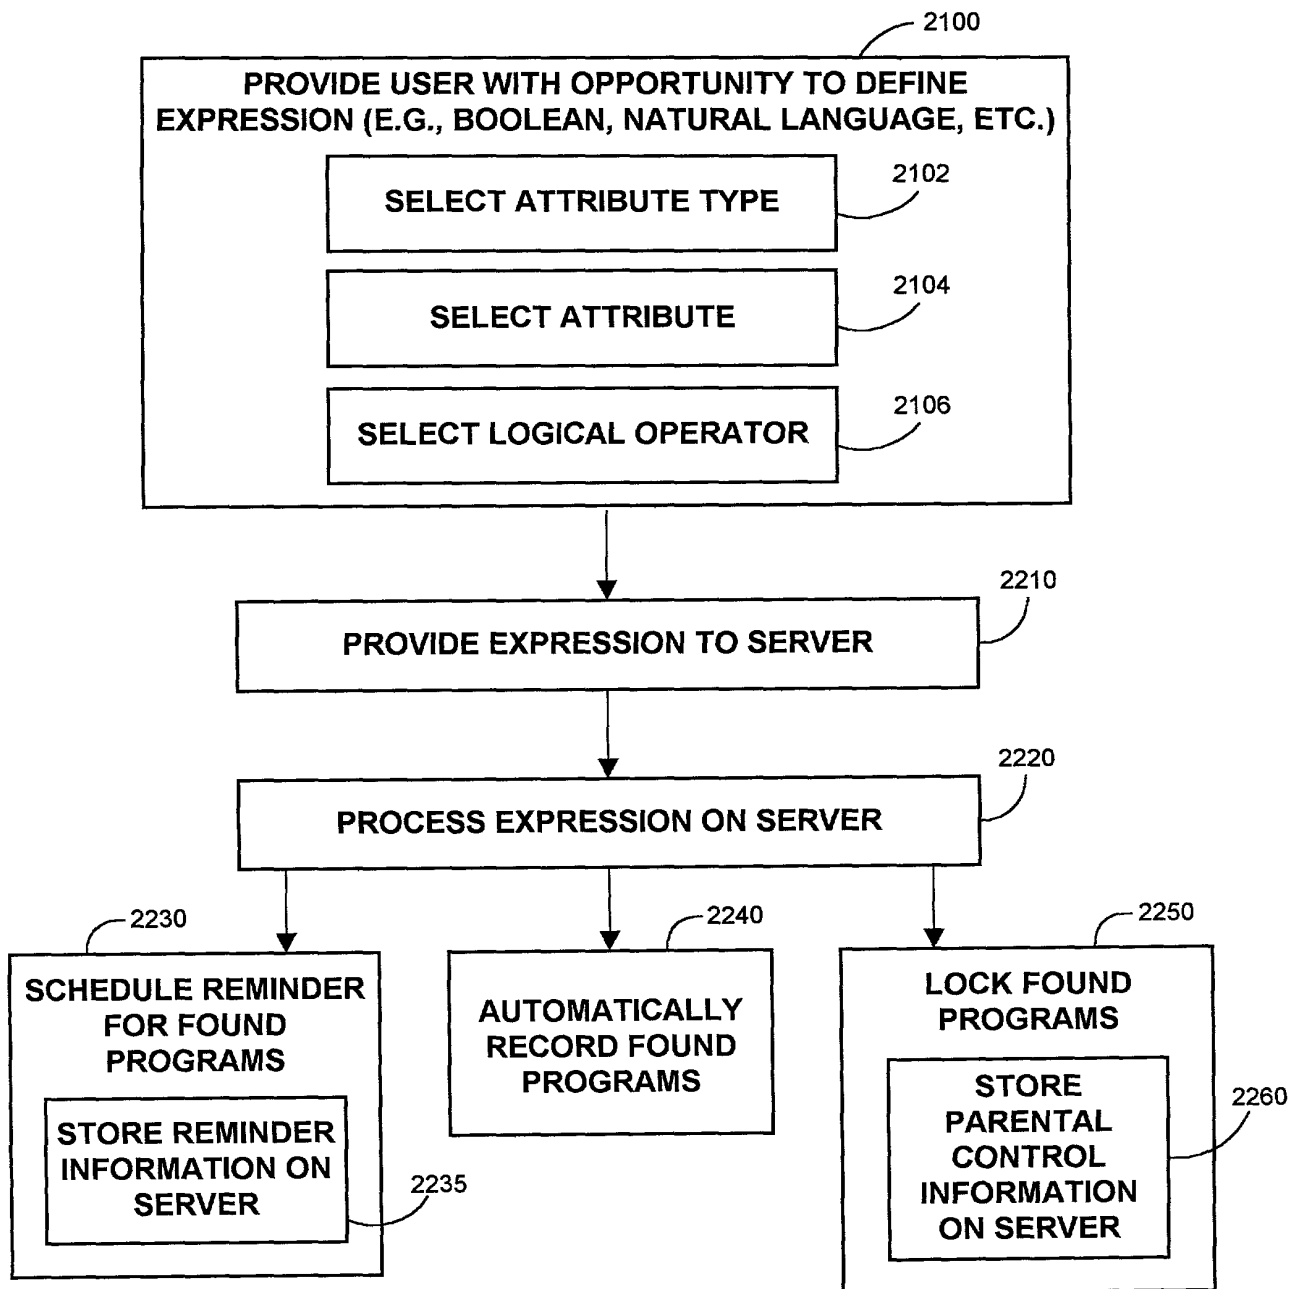 2100
PROVIDE USER WITH OPPORTUNITY TO DEFINE
EXPRESSION (E.G., BOOLEAN, NATURAL LANGUAGE, ETC.)
SELECT ATTRIBUTE TYPE
2102
SELECT ATTRIBUTE
2104
SELECT LOGICAL OPERATOR
2106
PROVIDE EXPRESSION TO SERVER
2210
PROCESS EXPRESSION ON SERVER
2220
2230
SCHEDULE REMINDER
FOR FOUND
PROGRAMS
STORE REMINDER
INFORMATION ON
SERVER
2235
2240
AUTOMATICALLY
RECORD FOUND
PROGRAMS
2250
LOCK FOUND
PROGRAMS
STORE
PARENTAL
CONTROL
INFORMATION
ON SERVER
2260